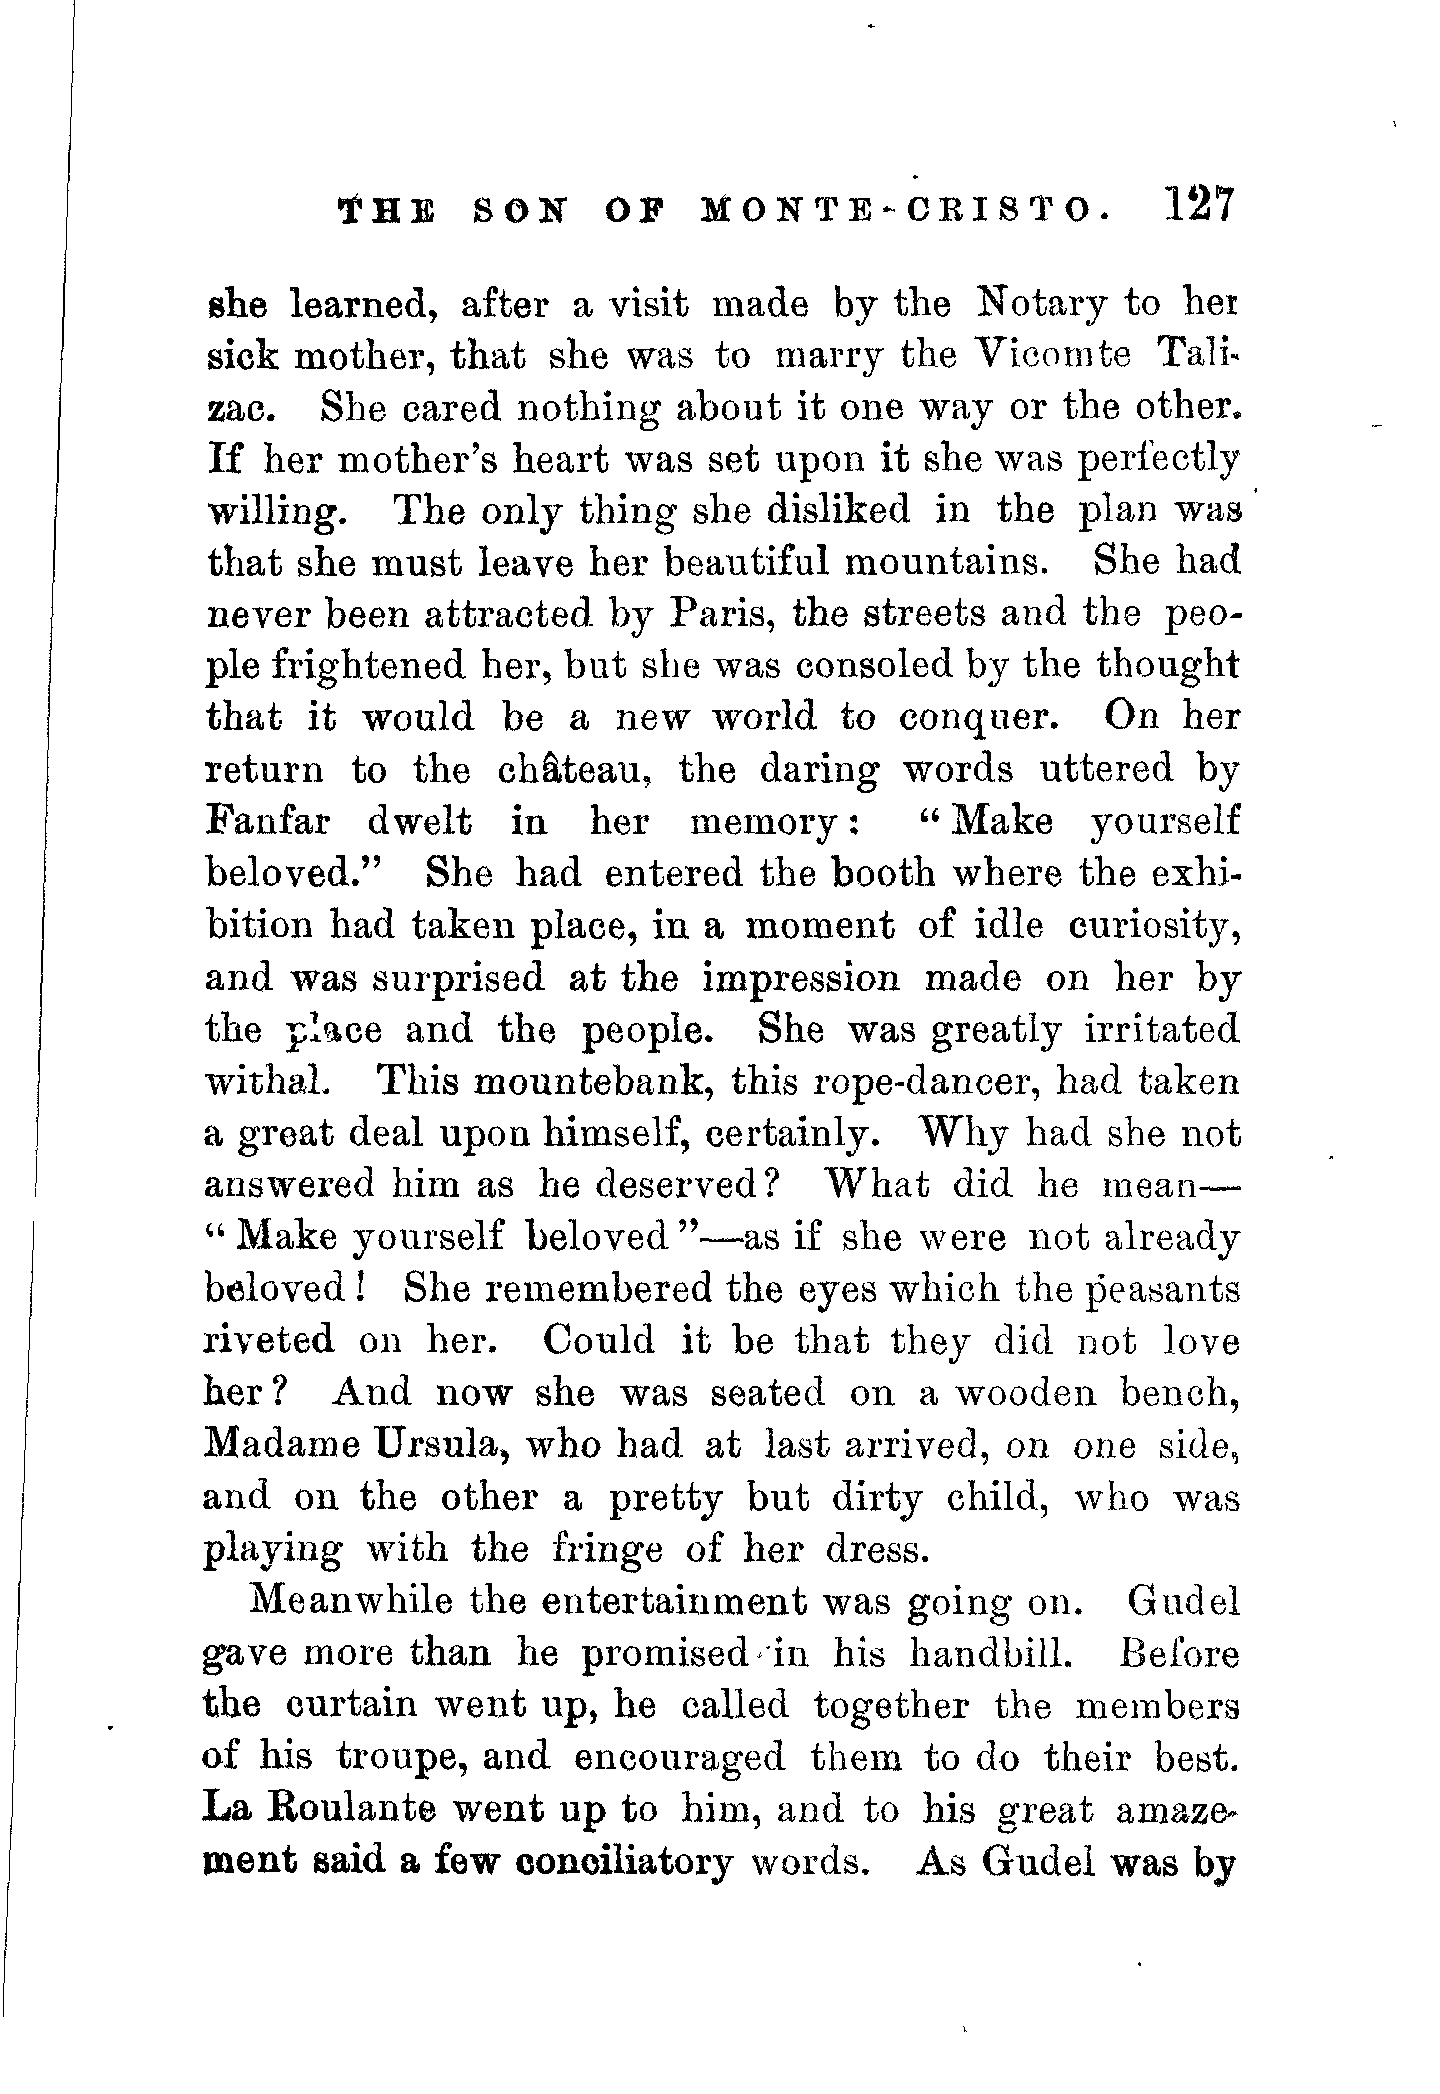 THE SON OF MONTE-CRISTO. 127
she learned, after a visit made by the Notary to her
sick mother, that she was to marry the Vicomte Tali-
zac. She cared nothing about it one way or the other.
If her mother's heart was set upon it she was perfectly
willing. The only thing she disliked in the plan was
that she must leave her beautiful mountains. She had
never been attracted by Paris, the streets and the peo-
ple frightened her, but she was consoled by the thought
that it would be a new world to conquer. On her
return to the château, the daring words uttered by
Fanfar dwelt in her memory: "Make yourself
beloved." She had entered the booth where the exhi-
bition had taken place, in a moment of idle curiosity,
and was surprised at the impression made on her by
the place and the people. She was greatly irritated
withal. This mountebank, this rope-dancer, had taken
a great deal upon himself, certainly. Why had she not
answered him as he deserved? What did he mean—
"Make yourself beloved"—as if she were not already
beloved! She remembered the eyes which the peasants
riveted on her. Could it be that they did not love
her? And now she was seated on a wooden bench,
Madame Ursula, who had at last arrived, on one side,
and on the other a pretty but dirty child, who was
playing with the fringe of her dress.
Meanwhile the entertainment was going on. Gudel
gave more than he promised in his handbill. Before
the curtain went up, he called together the members
of his troupe, and encouraged them to do their best.
La Roulante went up to him, and to his great amaze-
ment said a few conciliatory words. As Gudel was by